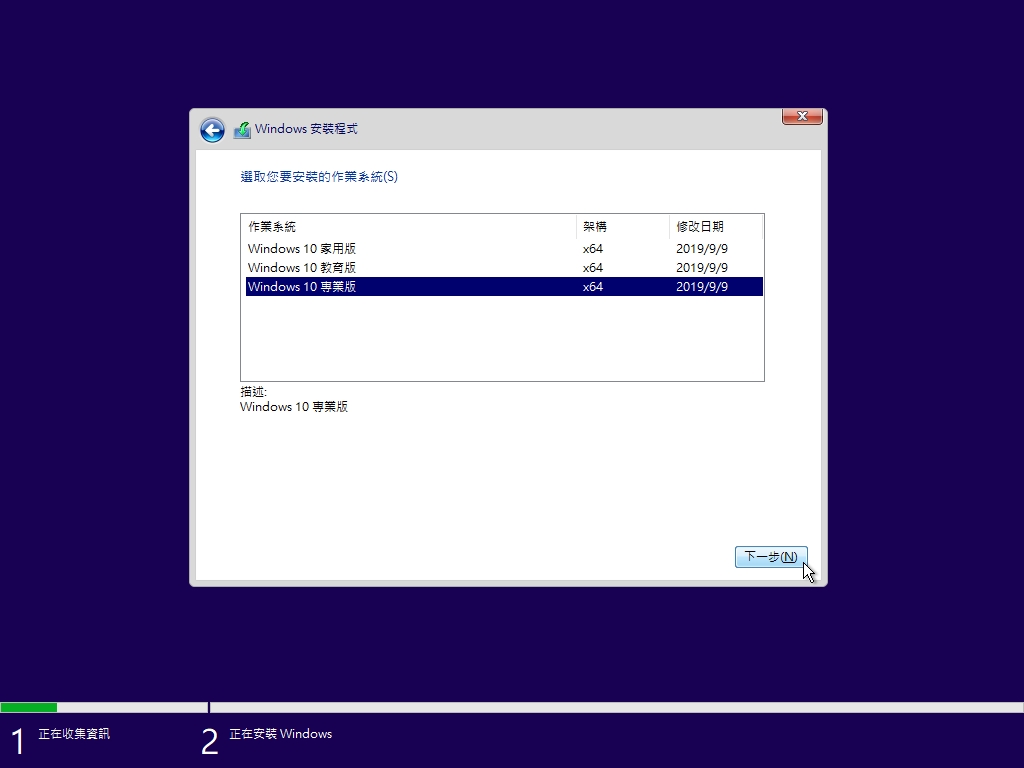 Windows 安裝程式
選取您要安裝的作業系統(S)
作業系統 架構 修改日期
Windows 10 家用版 x64 2019/9/9
Windows 10 教育版 x64 2019/9/9
Windows 10 專業版 x64 2019/9/9
描述:
Windows 10 專業版
下一步(N)
1 正在收集資訊 2 正在安裝 Windows